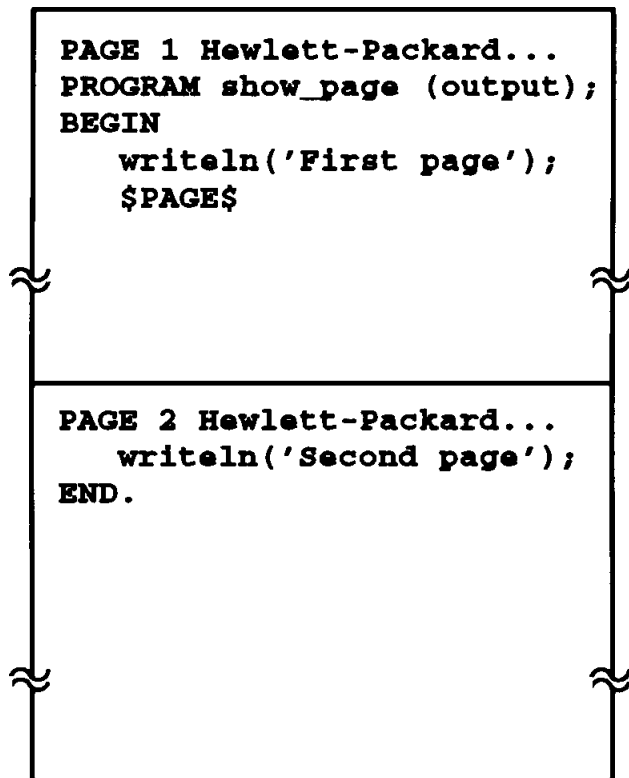 PAGE 1 Hewlett-Packard...
PROGRAM show_page (output);
BEGIN
writeln('First page');
$PAGE$
PAGE 2 Hewlett-Packard...
writeln('Second page');
END.